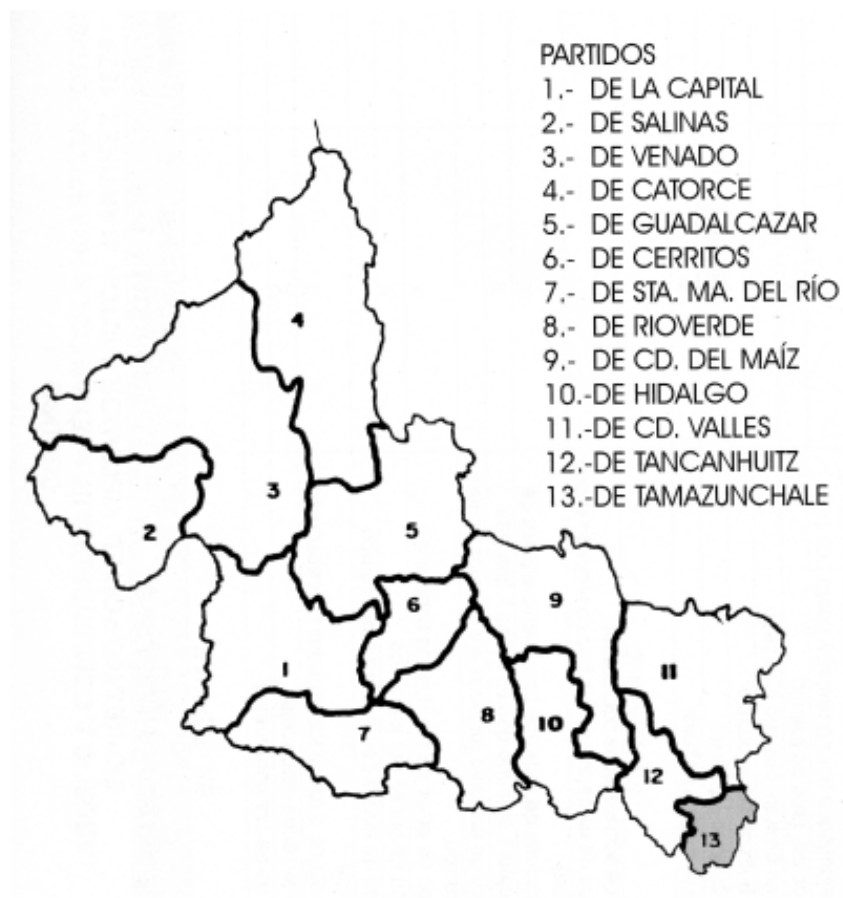 PARTIDOS
1.- DE LA CAPITAL
2.- DE SALINAS
3.- DE VENADO
4.- DE CATORCE
5.- DE GUADALCAZAR
6.- DE CERRITOS
7.- DE STA. MA. DEL RÍO
8.- DE RIOVERDE
9.- DE CD. DEL MAÍZ
10.-DE HIDALGO
11.-DE CD. VALLES
12.-DE TANCANHUITZ
13.-DE TAMAZUNCHALE
4
3
2
5
6
9
1
11
8
10
7
12
13